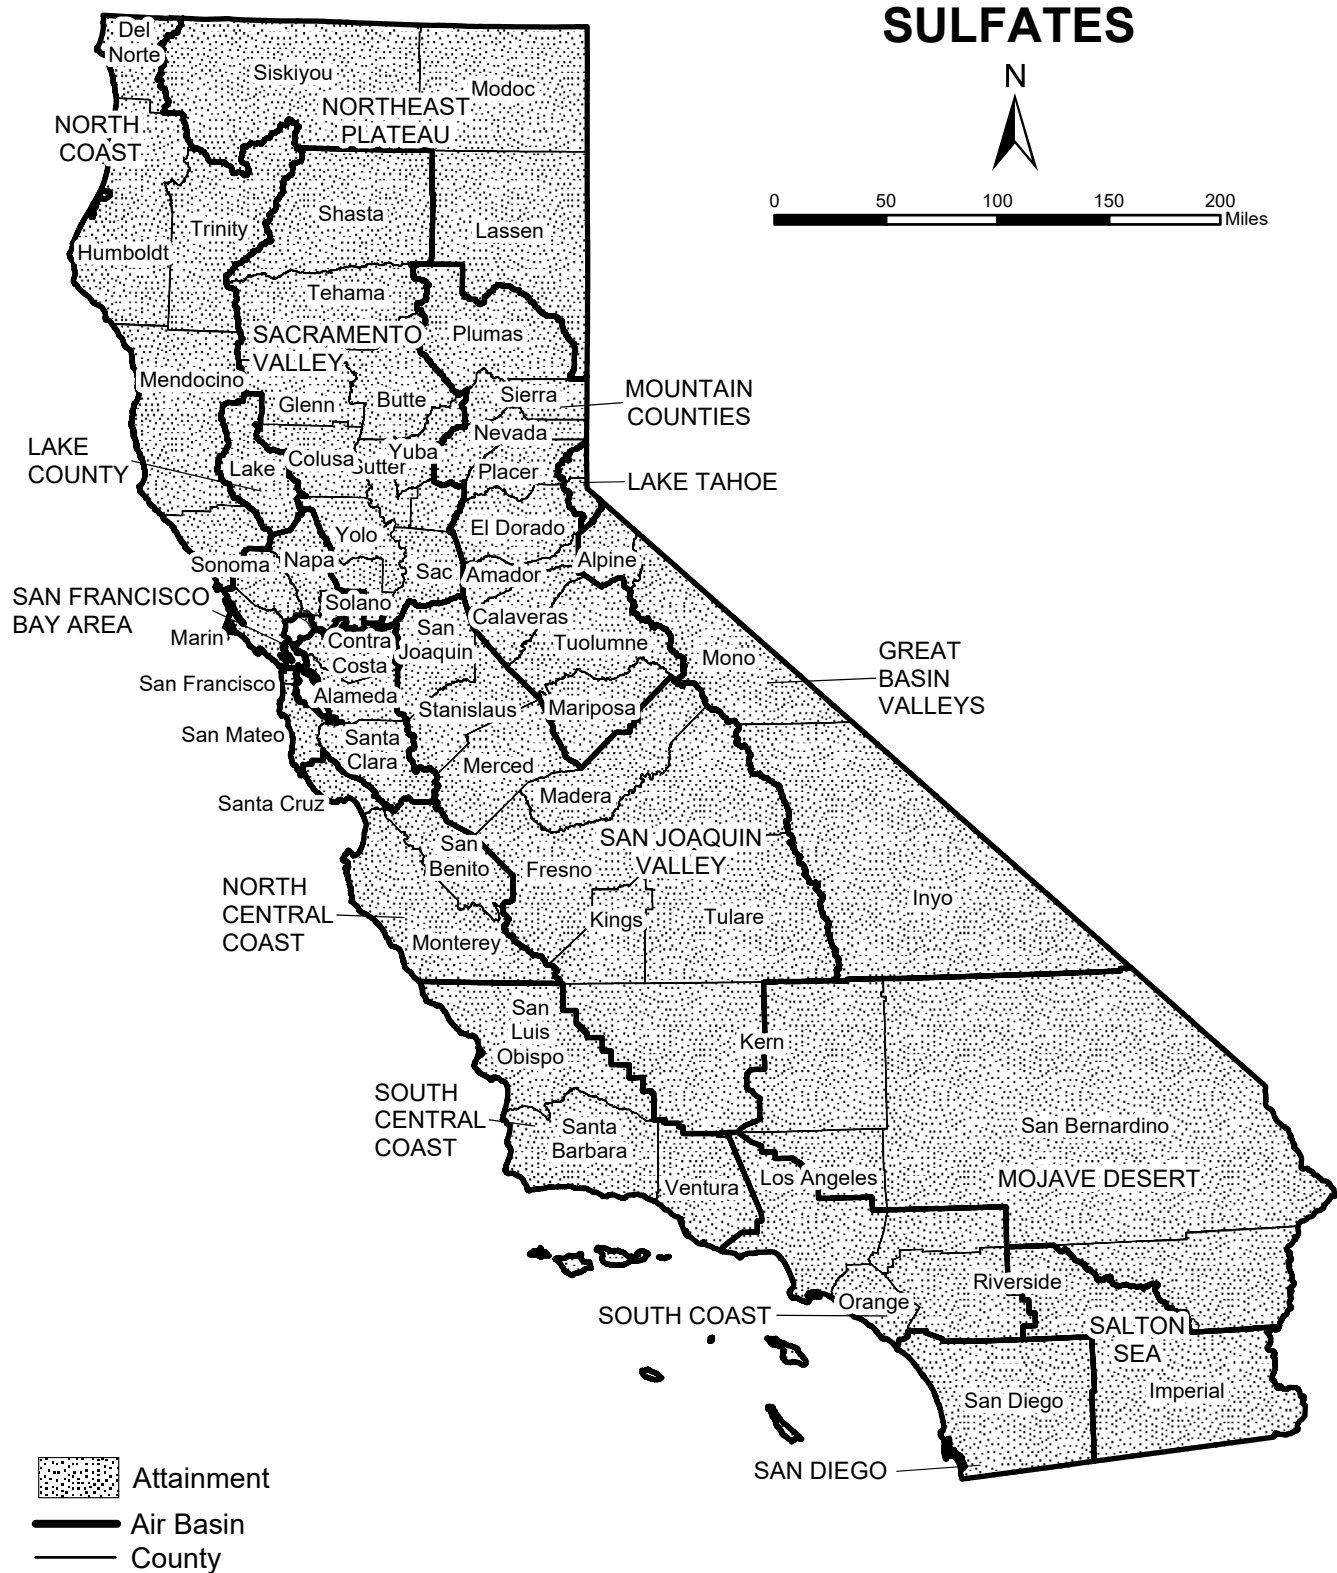 SULFATES
N
0 50 100 150 200
Miles
Del
Norte
Siskiyou
Modoc
NORTHEAST
PLATEAU
NORTH
COAST
Shasta
Trinity
Lassen
Humboldt
Tehama
SACRAMENTO
VALLEY
Plumas
Mendocino
Glenn
Butte
Sierra
MOUNTAIN
COUNTIES
Nevada
LAKE
COUNTY
Lake
Colusa
Sutter
Yuba
Placer
LAKE TAHOE
El Dorado
Yolo
Sonoma
Napa
Sac
Amador
Alpine
SAN FRANCISCO
BAY AREA
Solano
Calaveras
Marin
Contra
Costa
San
Joaquin
Tuolumne
Mono
GREAT
BASIN
VALLEYS
San Francisco
Alameda
Stanislaus
Mariposa
San Mateo
Santa
Clara
Merced
Santa Cruz
Madera
San
Benito
SAN JOAQUIN
VALLEY
Fresno
NORTH
CENTRAL
COAST
Kings
Tulare
Inyo
Monterey
San
Luis
Obispo
Kern
SOUTH
CENTRAL
COAST
Santa
Barbara
San Bernardino
Ventura
Los Angeles
MOJAVE DESERT
Riverside
Orange
SOUTH COAST
SALTON
SEA
San Diego
Imperial
SAN DIEGO
Attainment
Air Basin
County